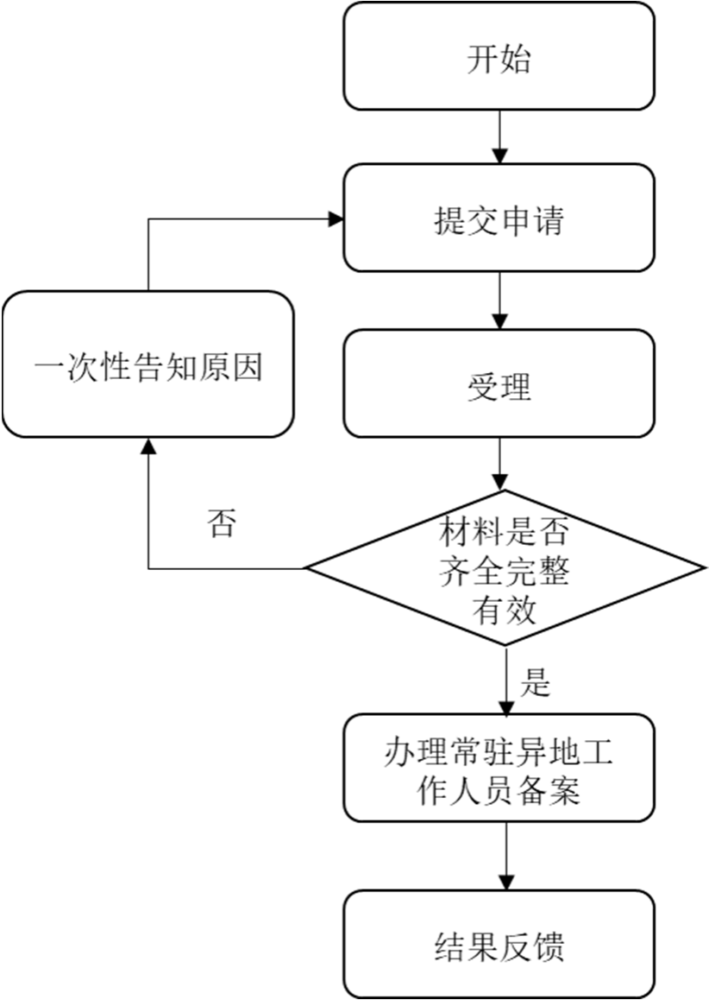 开始
提交申请
一次性告知原因
受理
否
材料是否
齐全完整
有效
是
办理常驻异地工
作人员备案
结果反馈